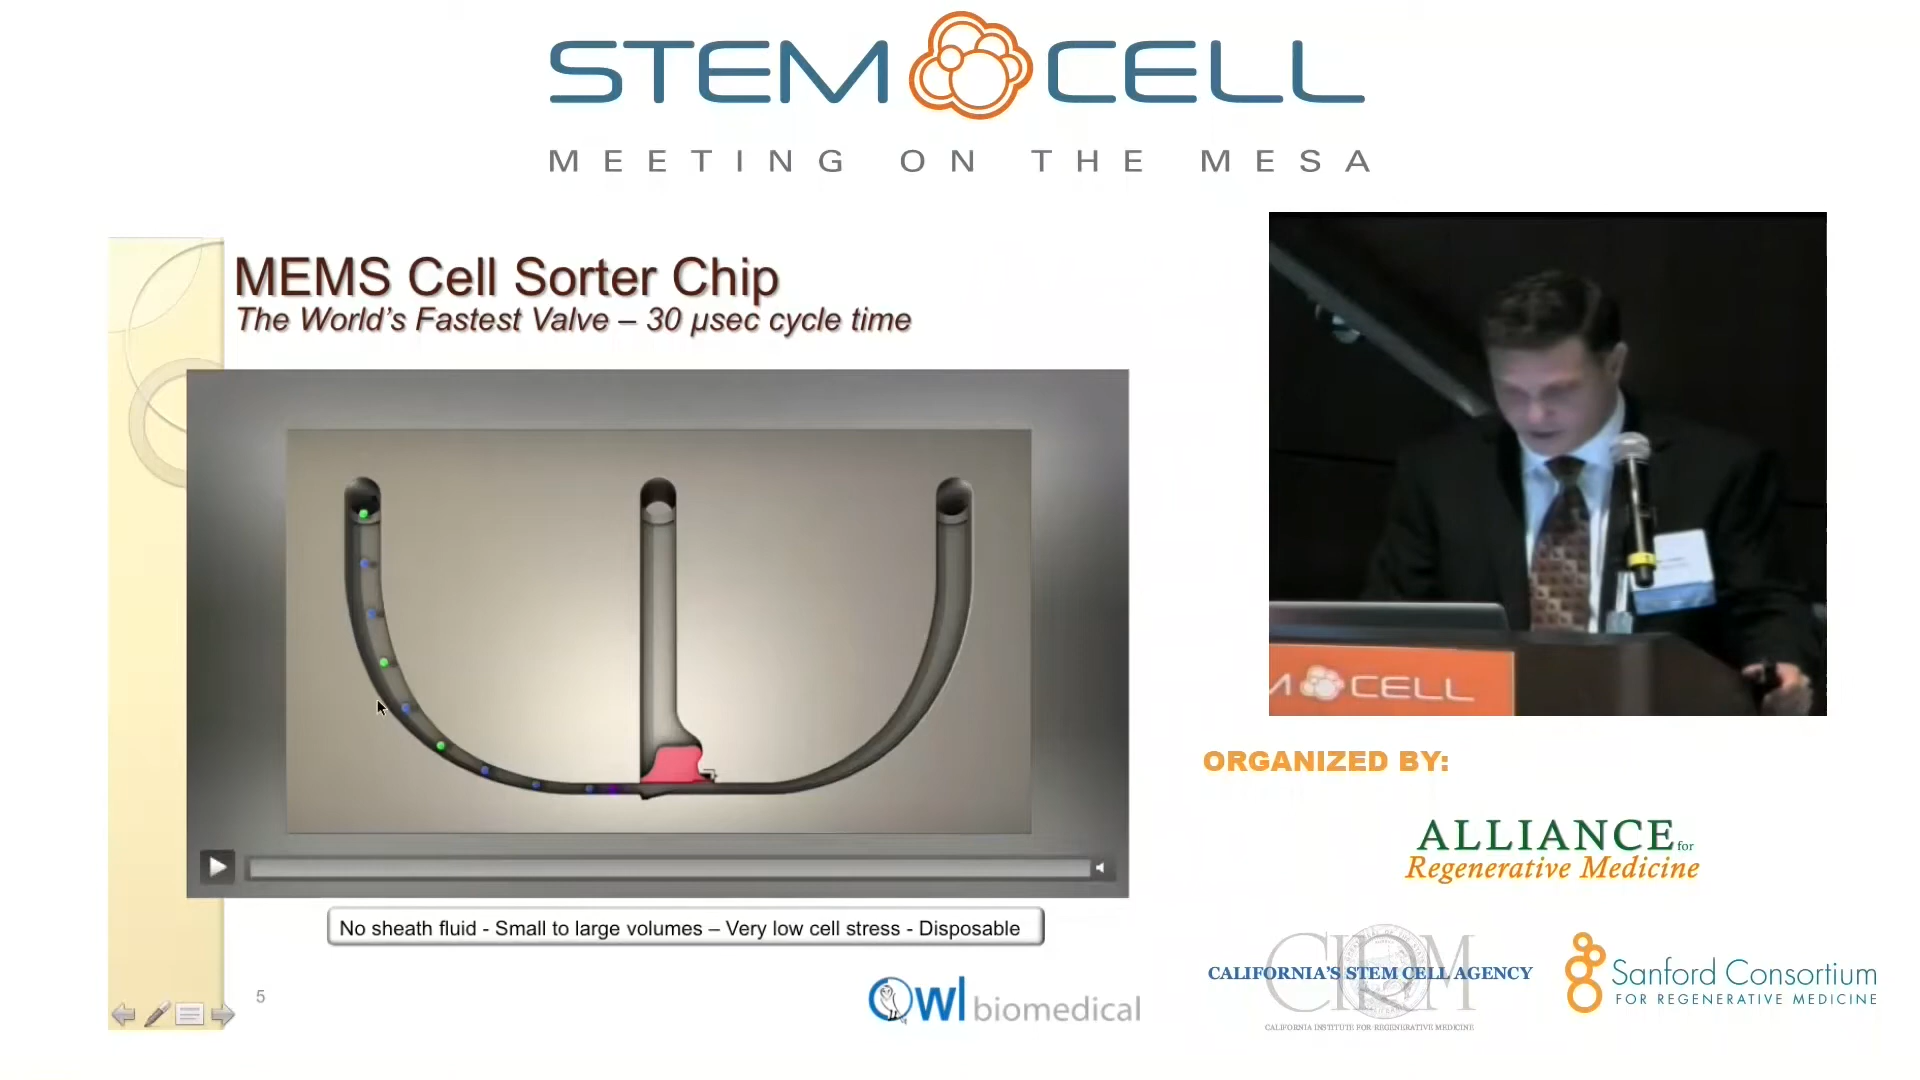 STEM CELL
MEETING ON THE MESA
MEMS Cell Sorter Chip
The World's Fastest Valve – 30 µsec cycle time
No sheath fluid - Small to large volumes – Very low cell stress - Disposable
5
Owl biomedical
M CELL
ORGANIZED BY:
ALLIANCE for
Regenerative Medicine
CIRM
CALIFORNIA'S STEM CELL AGENCY
CALIFORNIA INSTITUTE FOR REGENERATIVE MEDICINE
Sanford Consortium
FOR REGENERATIVE MEDICINE